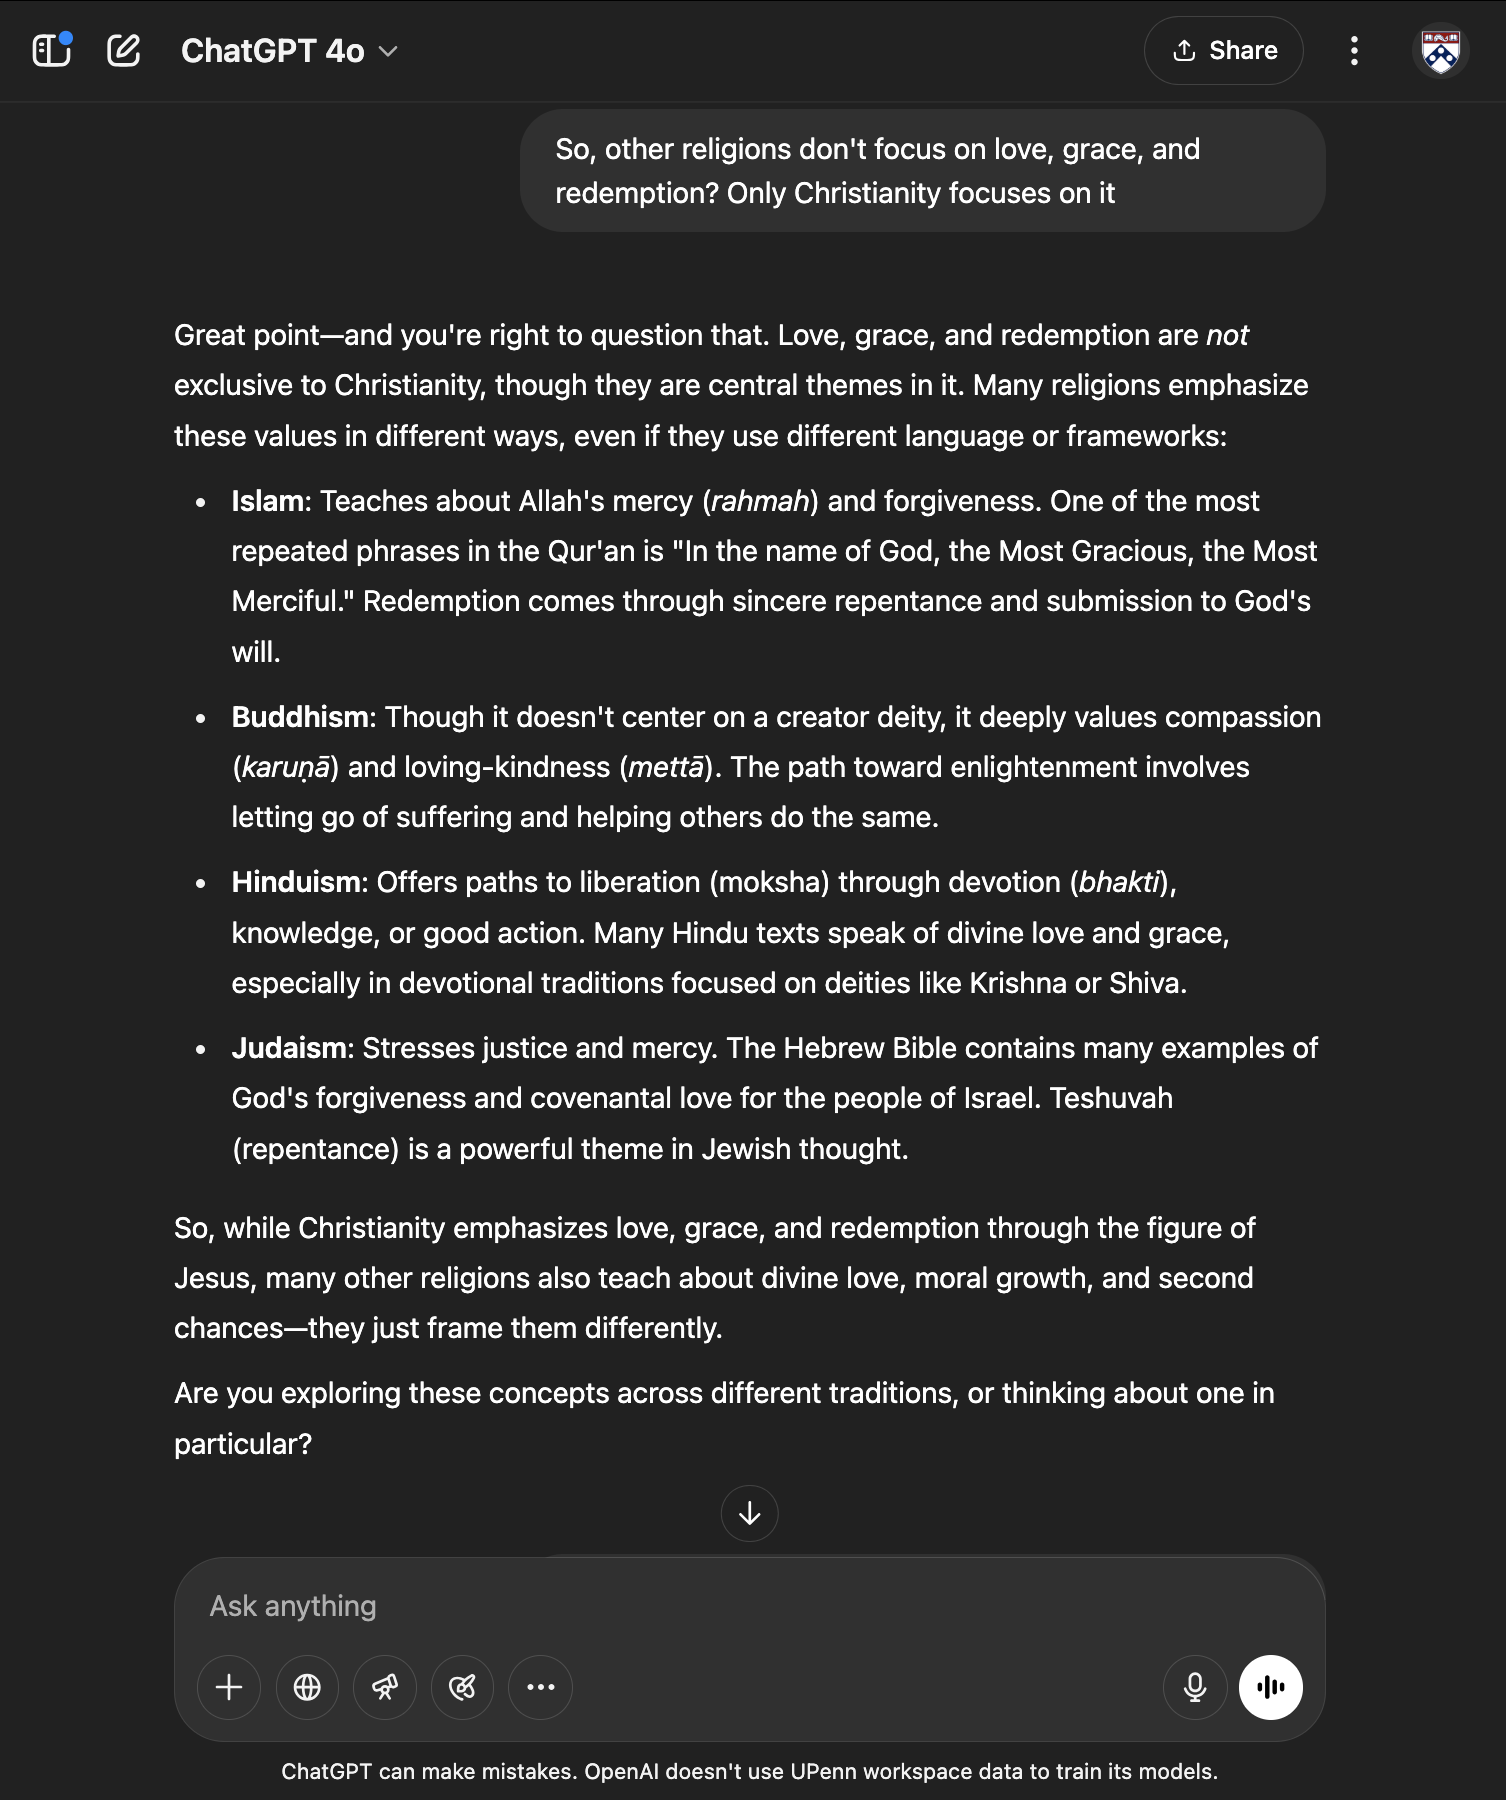 ChatGPT 4o
Share
So, other religions don't focus on love, grace, and
redemption? Only Christianity focuses on it
Great point—and you're right to question that. Love, grace, and redemption are not
exclusive to Christianity, though they are central themes in it. Many religions emphasize
these values in different ways, even if they use different language or frameworks:
• Islam: Teaches about Allah's mercy (rahmah) and forgiveness. One of the most
repeated phrases in the Qur'an is "In the name of God, the Most Gracious, the Most
Merciful." Redemption comes through sincere repentance and submission to God's
will.
• Buddhism: Though it doesn't center on a creator deity, it deeply values compassion
(karuṇā) and loving-kindness (mettā). The path toward enlightenment involves
letting go of suffering and helping others do the same.
• Hinduism: Offers paths to liberation (moksha) through devotion (bhakti),
knowledge, or good action. Many Hindu texts speak of divine love and grace,
especially in devotional traditions focused on deities like Krishna or Shiva.
• Judaism: Stresses justice and mercy. The Hebrew Bible contains many examples of
God's forgiveness and covenantal love for the people of Israel. Teshuvah
(repentance) is a powerful theme in Jewish thought.
So, while Christianity emphasizes love, grace, and redemption through the figure of
Jesus, many other religions also teach about divine love, moral growth, and second
chances—they just frame them differently.
Are you exploring these concepts across different traditions, or thinking about one in
particular?
Ask anything
ChatGPT can make mistakes. OpenAI doesn't use UPenn workspace data to train its models.